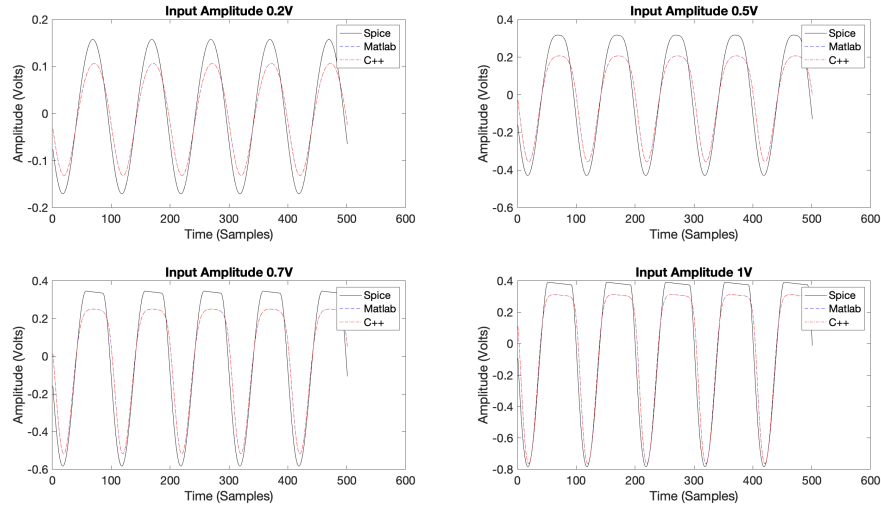 Input Amplitude 0.2V
0.2
0.1
0
-0.1
-0.2
Amplitude (Volts)
Spice
Matlab
C++
0 100 200 300 400 500 600
Time (Samples)
Input Amplitude 0.5V
0.4
0.2
0
-0.2
-0.4
-0.6
Amplitude (Volts)
Spice
Matlab
C++
0 100 200 300 400 500 600
Time (Samples)
Input Amplitude 0.7V
0.4
0.2
0
-0.2
-0.4
-0.6
Amplitude (Volts)
Spice
Matlab
C++
0 100 200 300 400 500 600
Time (Samples)
Input Amplitude 1V
0.4
0.2
0
-0.2
-0.4
-0.6
-0.8
Amplitude (Volts)
Spice
Matlab
C++
0 100 200 300 400 500 600
Time (Samples)